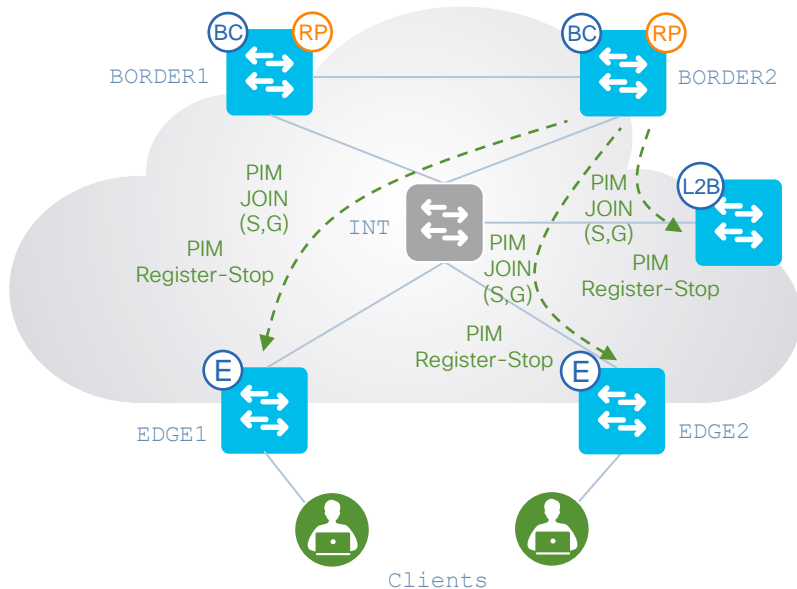 BC
RP
BC
RP
BORDER1
BORDER2
PIM
JOIN
(S,G)
PIM
JOIN
(S,G)
L2B
INT
PIM
JOIN
(S,G)
PIM
Register-Stop
PIM
Register-Stop
PIM
Register-Stop
E
E
EDGE1
EDGE2
Clients